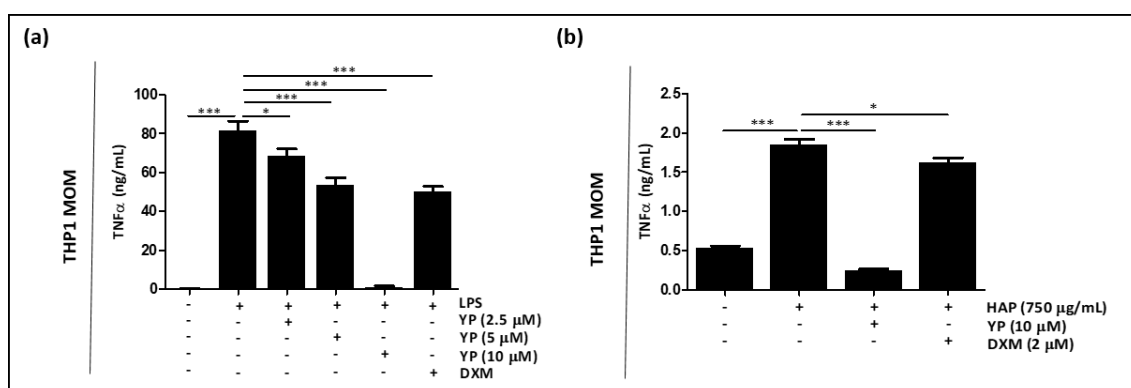 (a)
THP1 MOM
TNFα (ng/mL)
100
80
60
40
20
0
***
*
***
***
***
- + + + + + LPS
- - + - - - YP (2.5 μM)
- - - + - - YP (5 μM)
- - - - + - YP (10 μM)
- - - - - + DXM
(b)
THP1 MOM
TNFα (ng/mL)
2.5
2.0
1.5
1.0
0.5
0.0
***
***
*
- + + + HAP (750 μg/mL)
- - + - YP (10 μM)
- - - + DXM (2 μM)